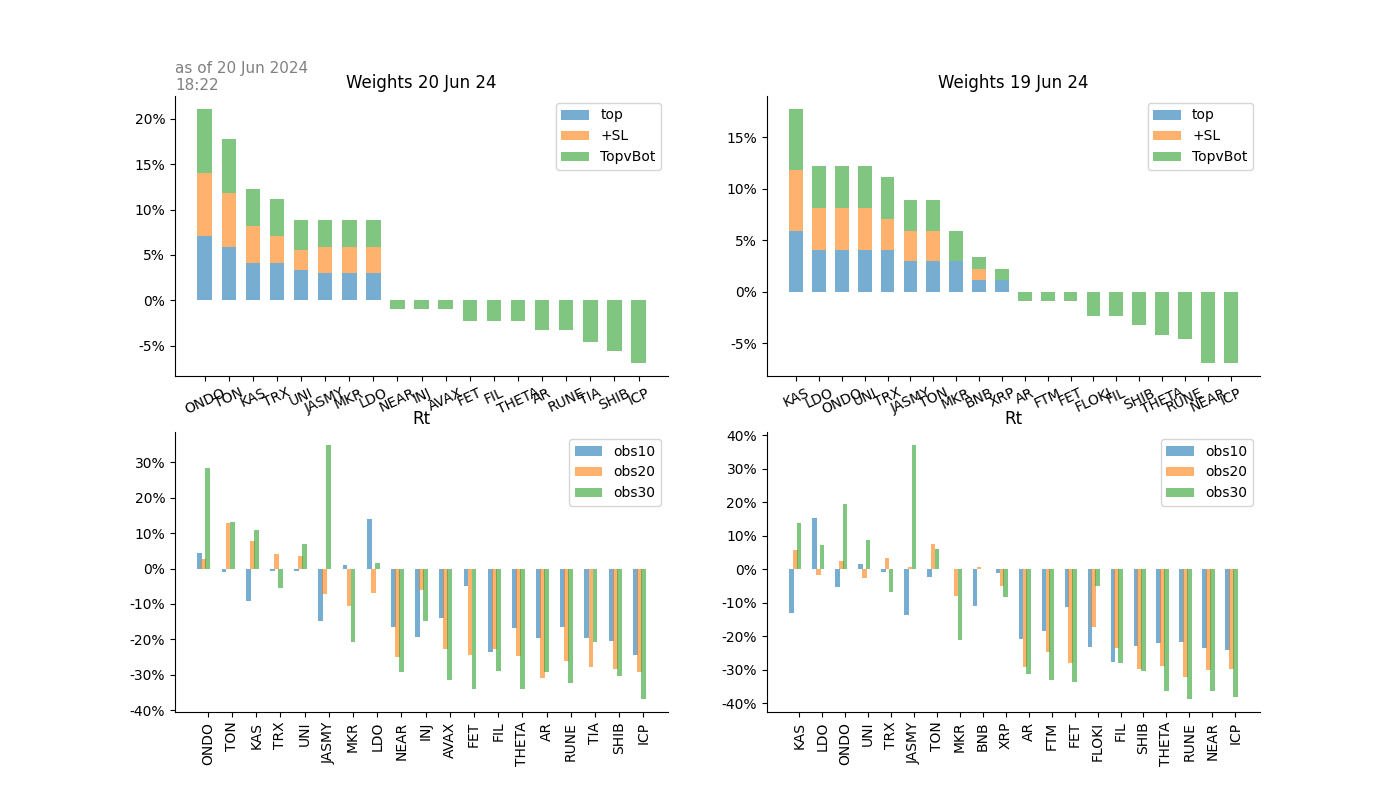 as of 20 Jun 2024
18:22
Weights 20 Jun 24
20%
15%
10%
5%
0%
-5%
top
+SL
TopvBot
ONDO TON KAS TRX UNI JASMY MKR LDO NEAR INJ AVAX FET FIL THETA AR RUNE TIA SHIB ICP
Weights 19 Jun 24
15%
10%
5%
0%
-5%
top
+SL
TopvBot
KAS LDO ONDO UNI TRX JASMY TON MKR BNB XRP AR FTM FET FLOKI FIL SHIB THETA RUNE NEAR ICP
Rt
30%
20%
10%
0%
-10%
-20%
-30%
-40%
obs10
obs20
obs30
ONDO TON KAS TRX UNI JASMY MKR LDO NEAR INJ AVAX FET FIL THETA AR RUNE TIA SHIB ICP
Rt
40%
30%
20%
10%
0%
-10%
-20%
-30%
-40%
obs10
obs20
obs30
KAS LDO ONDO UNI TRX JASMY TON MKR BNB XRP AR FTM FET FLOKI FIL SHIB THETA RUNE NEAR ICP